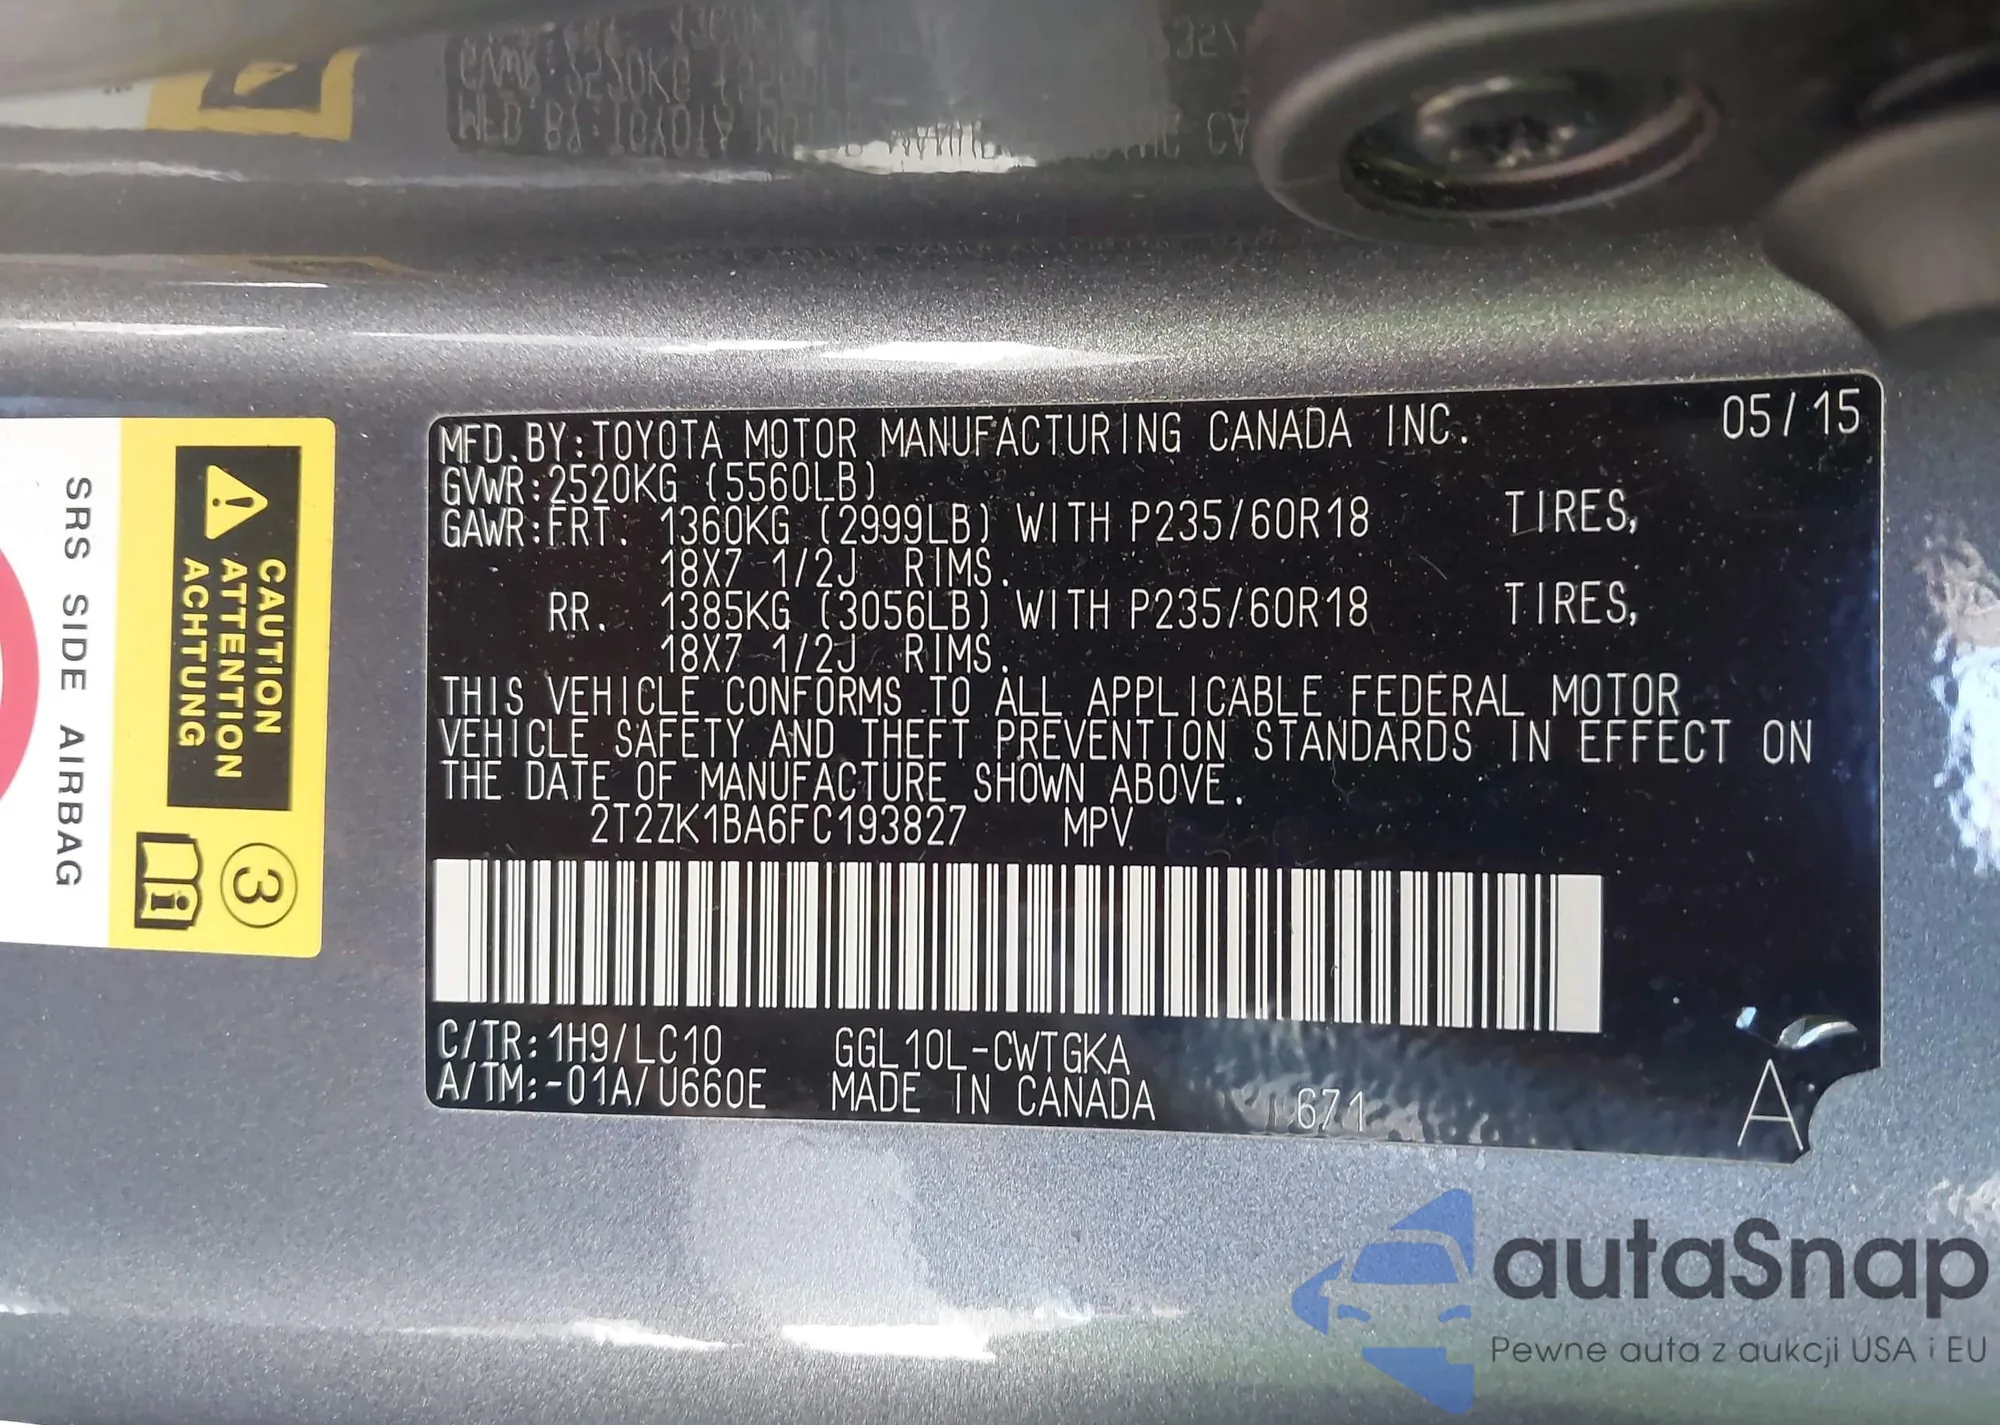 MFD. BY: TOYOTA MOTOR MANUFACTURING CANADA INC. 05/15
GVWR: 2520KG (5560LB)
GAWR: FRT. 1360KG (2999LB) WITH P235/60R18 TIRES,
18X7 1/2J RIMS.
RR. 1385KG (3056LB) WITH P235/60R18 TIRES,
18X7 1/2J RIMS.
THIS VEHICLE CONFORMS TO ALL APPLICABLE FEDERAL MOTOR
VEHICLE SAFETY AND THEFT PREVENTION STANDARDS IN EFFECT ON
THE DATE OF MANUFACTURE SHOWN ABOVE.
2T2ZK1BA6FC193827 MPV
C/TR: 1H9/LC10 GGL10L-CWTGKA
A/TM: -01A/U660E MADE IN CANADA 671 A
CAUTION
ATTENTION
ACHTUNG
3
SRS SIDE AIRBAG
autaSnap
Pewne auta z aukcji USA i EU